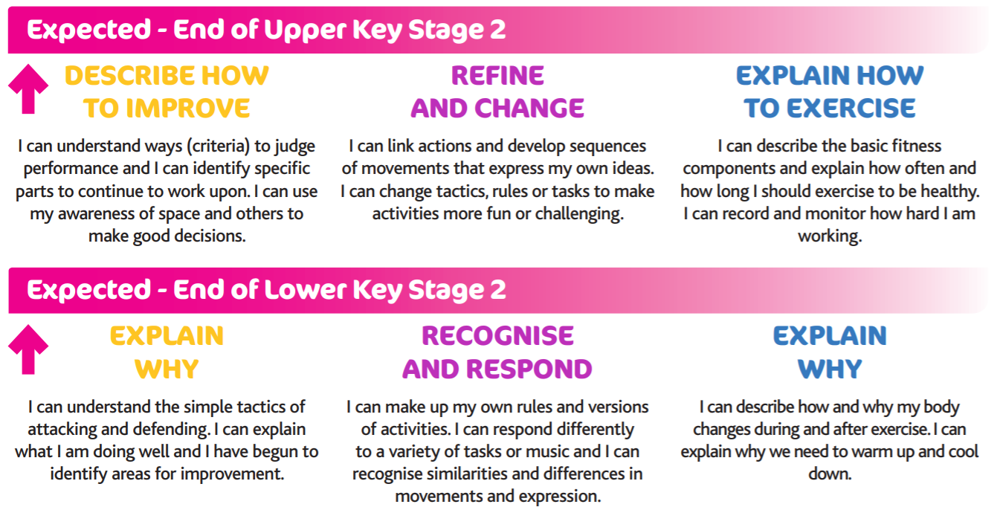 Expected - End of Upper Key Stage 2
DESCRIBE HOW
TO IMPROVE
I can understand ways (criteria) to judge
performance and I can identify specific
parts to continue to work upon. I can use
my awareness of space and others to
make good decisions.
REFINE
AND CHANGE
I can link actions and develop sequences
of movements that express my own ideas.
I can change tactics, rules or tasks to make
activities more fun or challenging.
EXPLAIN HOW
TO EXERCISE
I can describe the basic fitness
components and explain how often and
how long I should exercise to be healthy.
I can record and monitor how hard I am
working.
Expected - End of Lower Key Stage 2
EXPLAIN
WHY
I can understand the simple tactics of
attacking and defending. I can explain
what I am doing well and I have begun to
identify areas for improvement.
RECOGNISE
AND RESPOND
I can make up my own rules and versions
of activities. I can respond differently
to a variety of tasks or music and I can
recognise similarities and differences in
movements and expression.
EXPLAIN
WHY
I can describe how and why my body
changes during and after exercise. I can
explain why we need to warm up and cool
down.